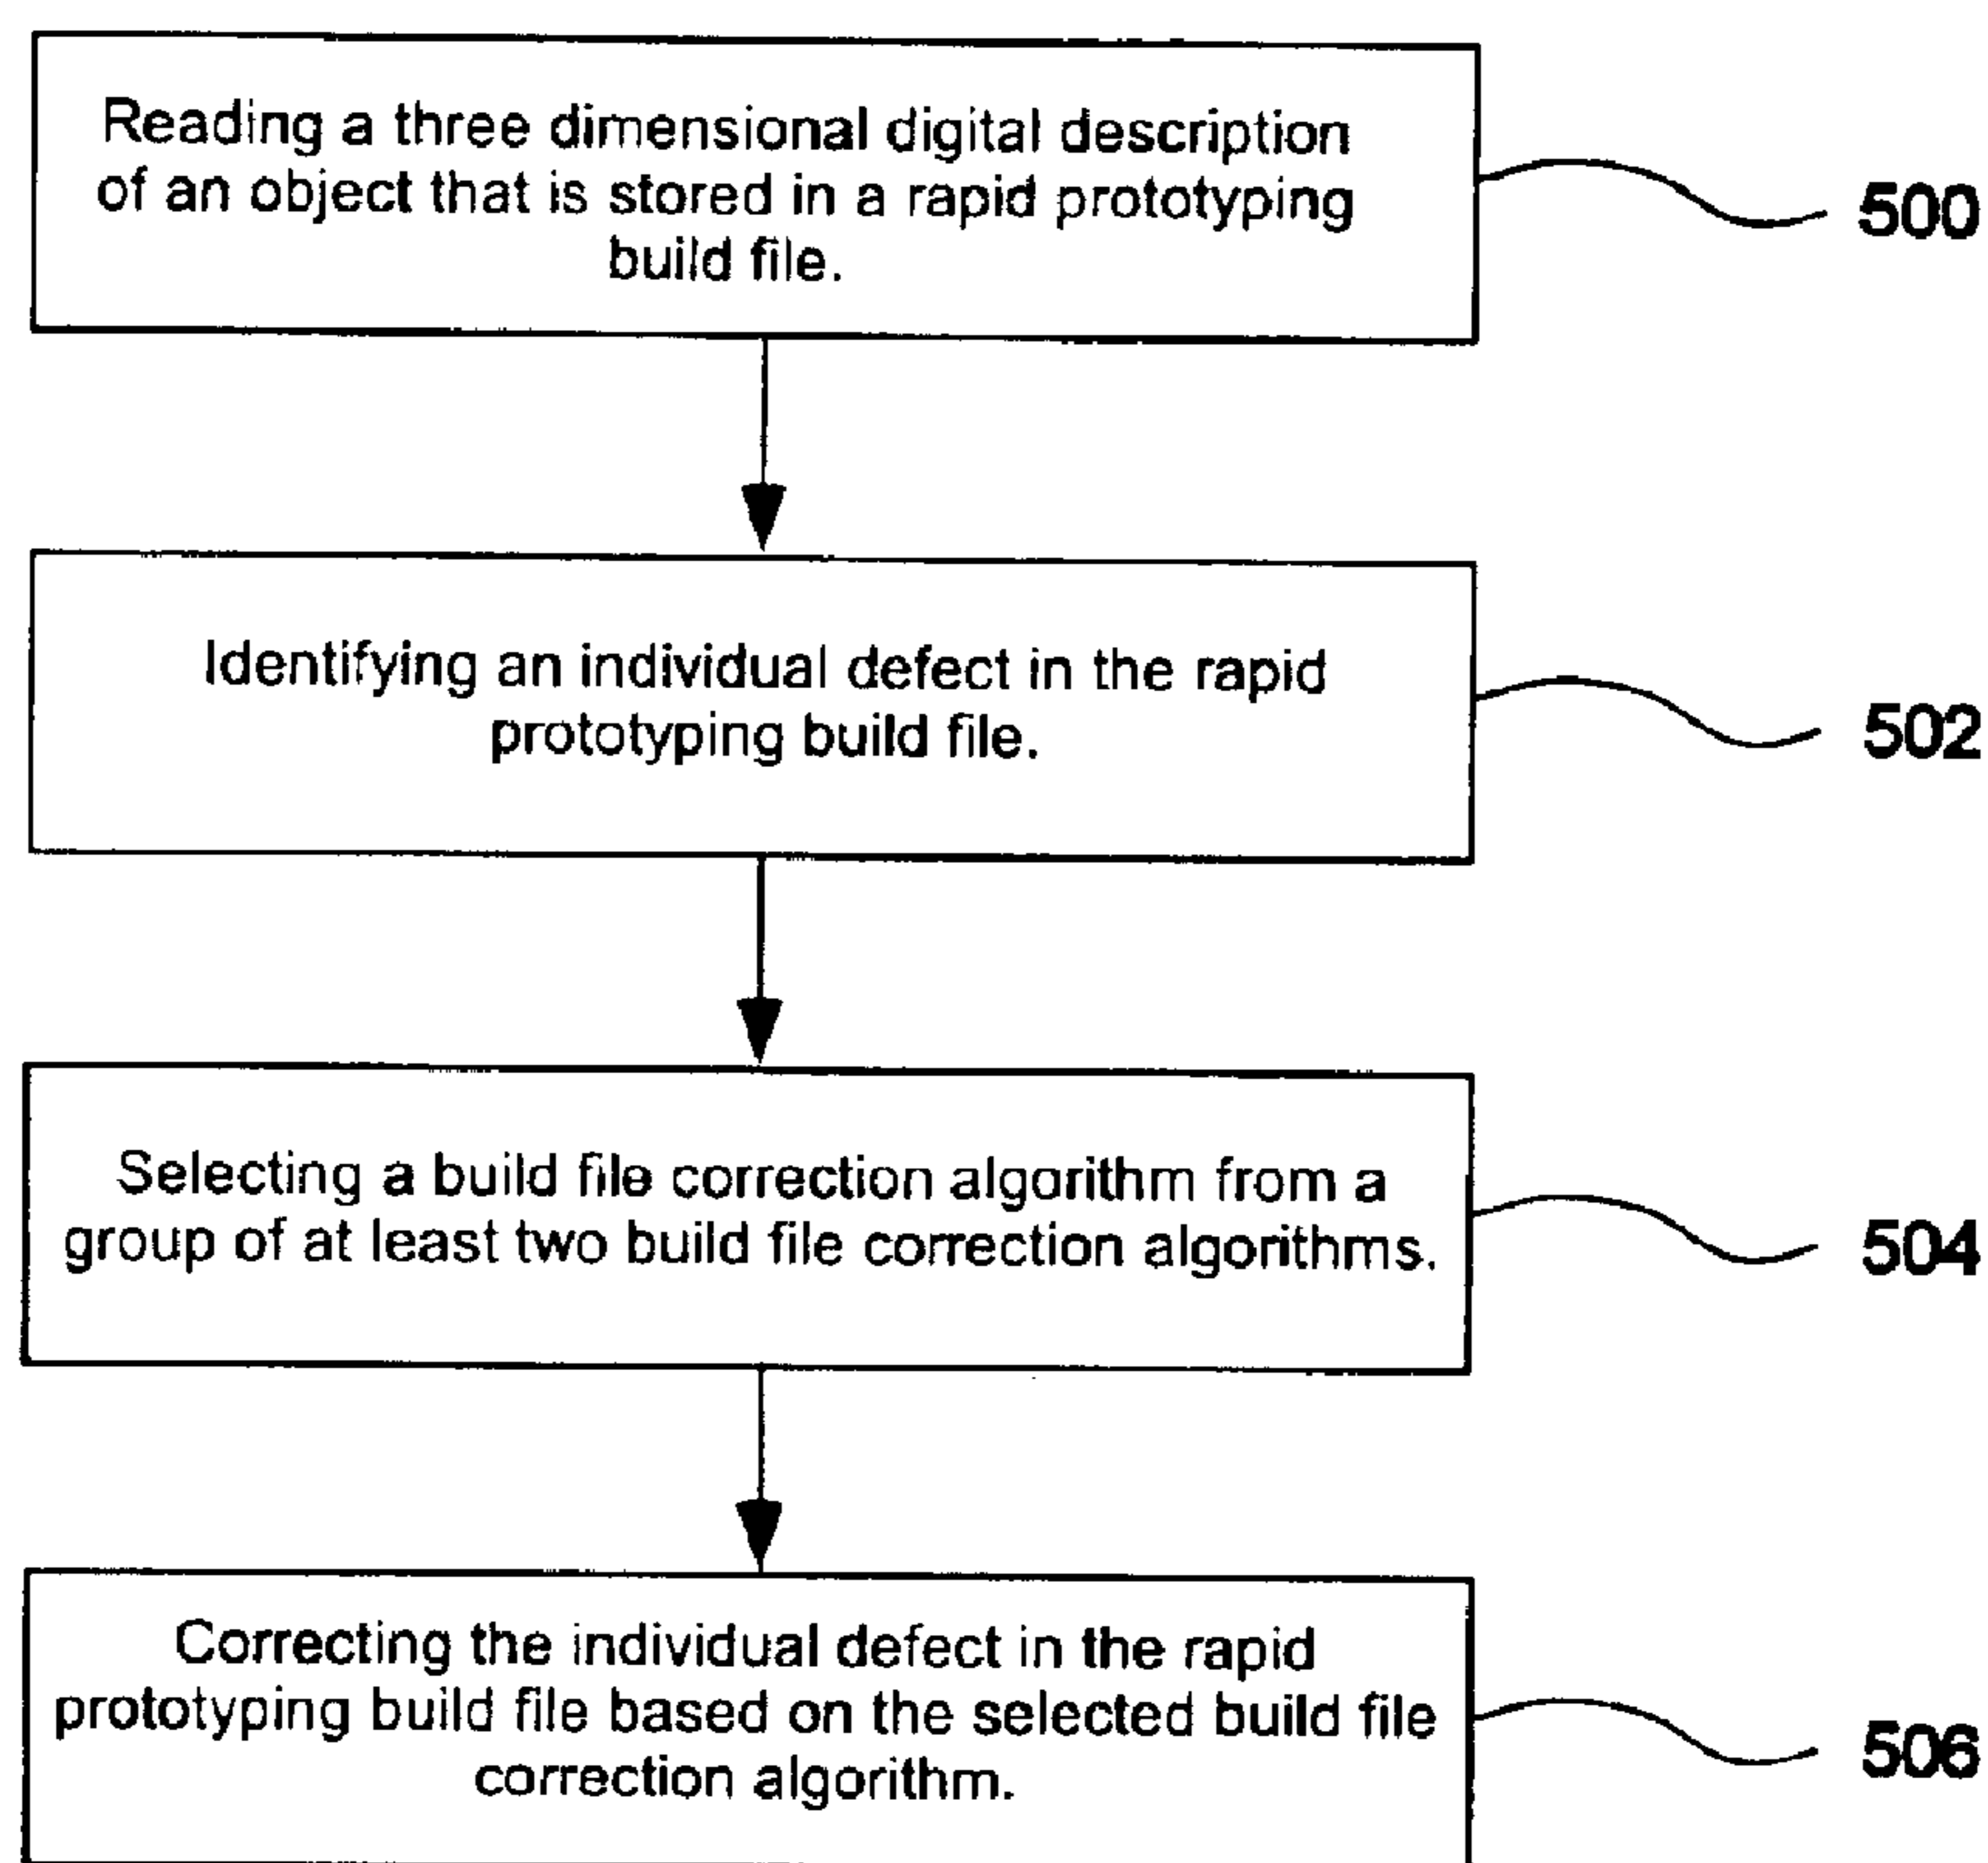 Reading a three dimensional digital description
of an object that is stored in a rapid prototyping
build file.
500
Identifying an individual defect in the rapid
prototyping build file.
502
Selecting a build file correction algorithm from a
group of at least two build file correction algorithms.
504
Correcting the individual defect in the rapid
prototyping build file based on the selected build file
correction algorithm.
506